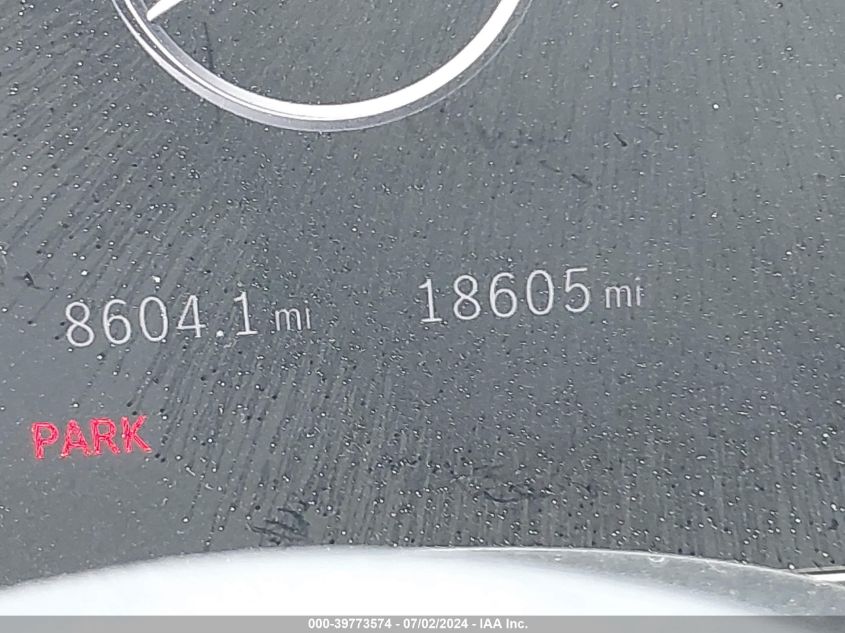 8604.1 mi 18605 mi
PARK
000-39773574 - 07/02/2024 - IAA Inc.